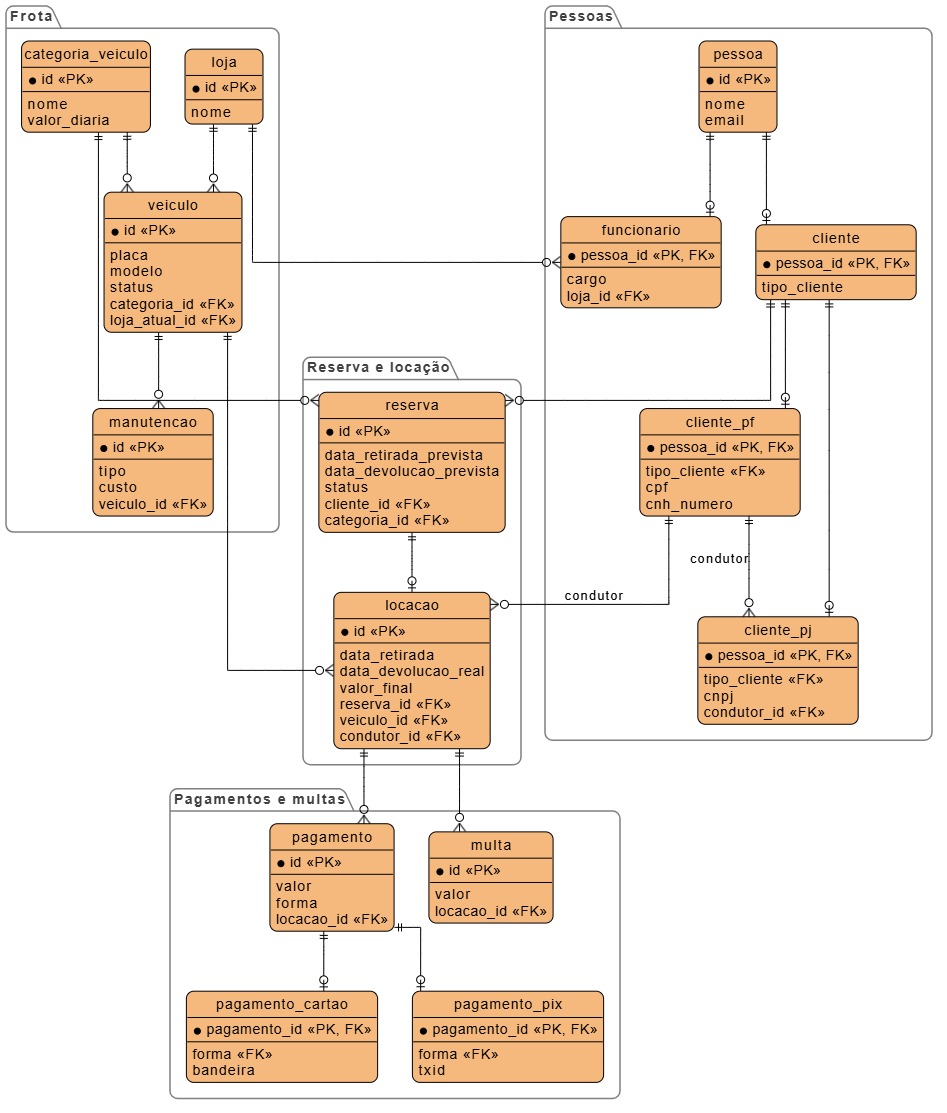 Frota
categoria_veiculo
id «PK»
nome
valor_diaria
loja
id «PK»
nome
veiculo
id «PK»
placa
modelo
status
categoria_id «FK»
loja_atual_id «FK»
manutencao
id «PK»
tipo
custo
veiculo_id «FK»
Pessoas
pessoa
id «PK»
nome
email
funcionario
pessoa_id «PK, FK»
cargo
loja_id «FK»
cliente
pessoa_id «PK, FK»
tipo_cliente
cliente_pf
pessoa_id «PK, FK»
tipo_cliente «FK»
cpf
cnh_numero
condutor
condutor
cliente_pj
pessoa_id «PK, FK»
tipo_cliente «FK»
cnpj
condutor_id «FK»
Reserva e locação
reserva
id «PK»
data_retirada_prevista
data_devolucao_prevista
status
cliente_id «FK»
categoria_id «FK»
locacao
id «PK»
data_retirada
data_devolucao_real
valor_final
reserva_id «FK»
veiculo_id «FK»
condutor_id «FK»
Pagamentos e multas
pagamento
id «PK»
valor
forma
locacao_id «FK»
multa
id «PK»
valor
locacao_id «FK»
pagamento_cartao
pagamento_id «PK, FK»
forma «FK»
bandeira
pagamento_pix
pagamento_id «PK, FK»
forma «FK»
txid